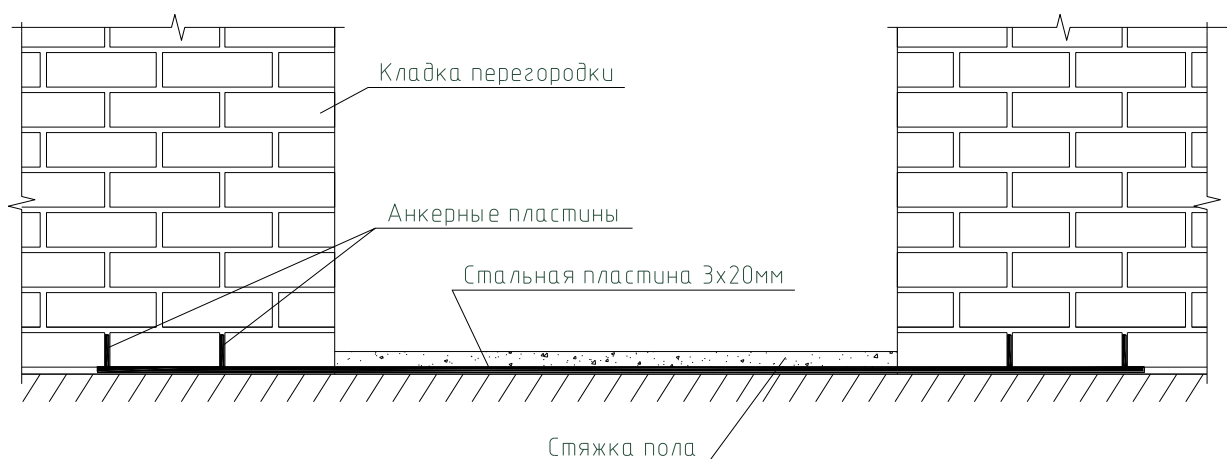 Кладка перегородки
Анкерные пластины
Стальная пластина 3х20мм
Стяжка пола